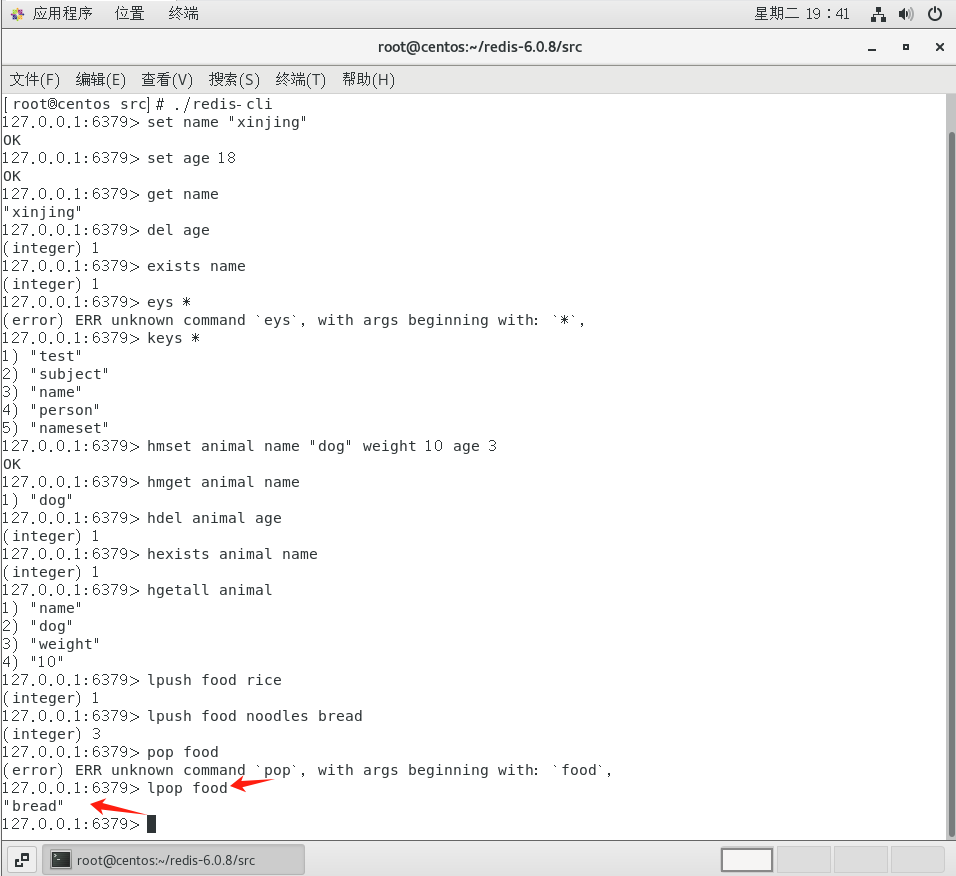 应用程序 位置 终端 星期二 19：41
root@centos:~/redis-6.0.8/src
文件(F) 编辑(E) 查看(V) 搜索(S) 终端(T) 帮助(H)
[root@centos src]# ./redis-cli
127.0.0.1:6379> set name "xinjing"
OK
127.0.0.1:6379> set age 18
OK
127.0.0.1:6379> get name
"xinjing"
127.0.0.1:6379> del age
(integer) 1
127.0.0.1:6379> exists name
(integer) 1
127.0.0.1:6379> eys *
(error) ERR unknown command `eys`, with args beginning with: `*`,
127.0.0.1:6379> keys *
1) "test"
2) "subject"
3) "name"
4) "person"
5) "nameset"
127.0.0.1:6379> hmset animal name "dog" weight 10 age 3
OK
127.0.0.1:6379> hmget animal name
1) "dog"
127.0.0.1:6379> hdel animal age
(integer) 1
127.0.0.1:6379> hexists animal name
(integer) 1
127.0.0.1:6379> hgetall animal
1) "name"
2) "dog"
3) "weight"
4) "10"
127.0.0.1:6379> lpush food rice
(integer) 1
127.0.0.1:6379> lpush food noodles bread
(integer) 3
127.0.0.1:6379> pop food
(error) ERR unknown command `pop`, with args beginning with: `food`,
127.0.0.1:6379> lpop food
"bread"
127.0.0.1:6379>
root@centos:~/redis-6.0.8/src